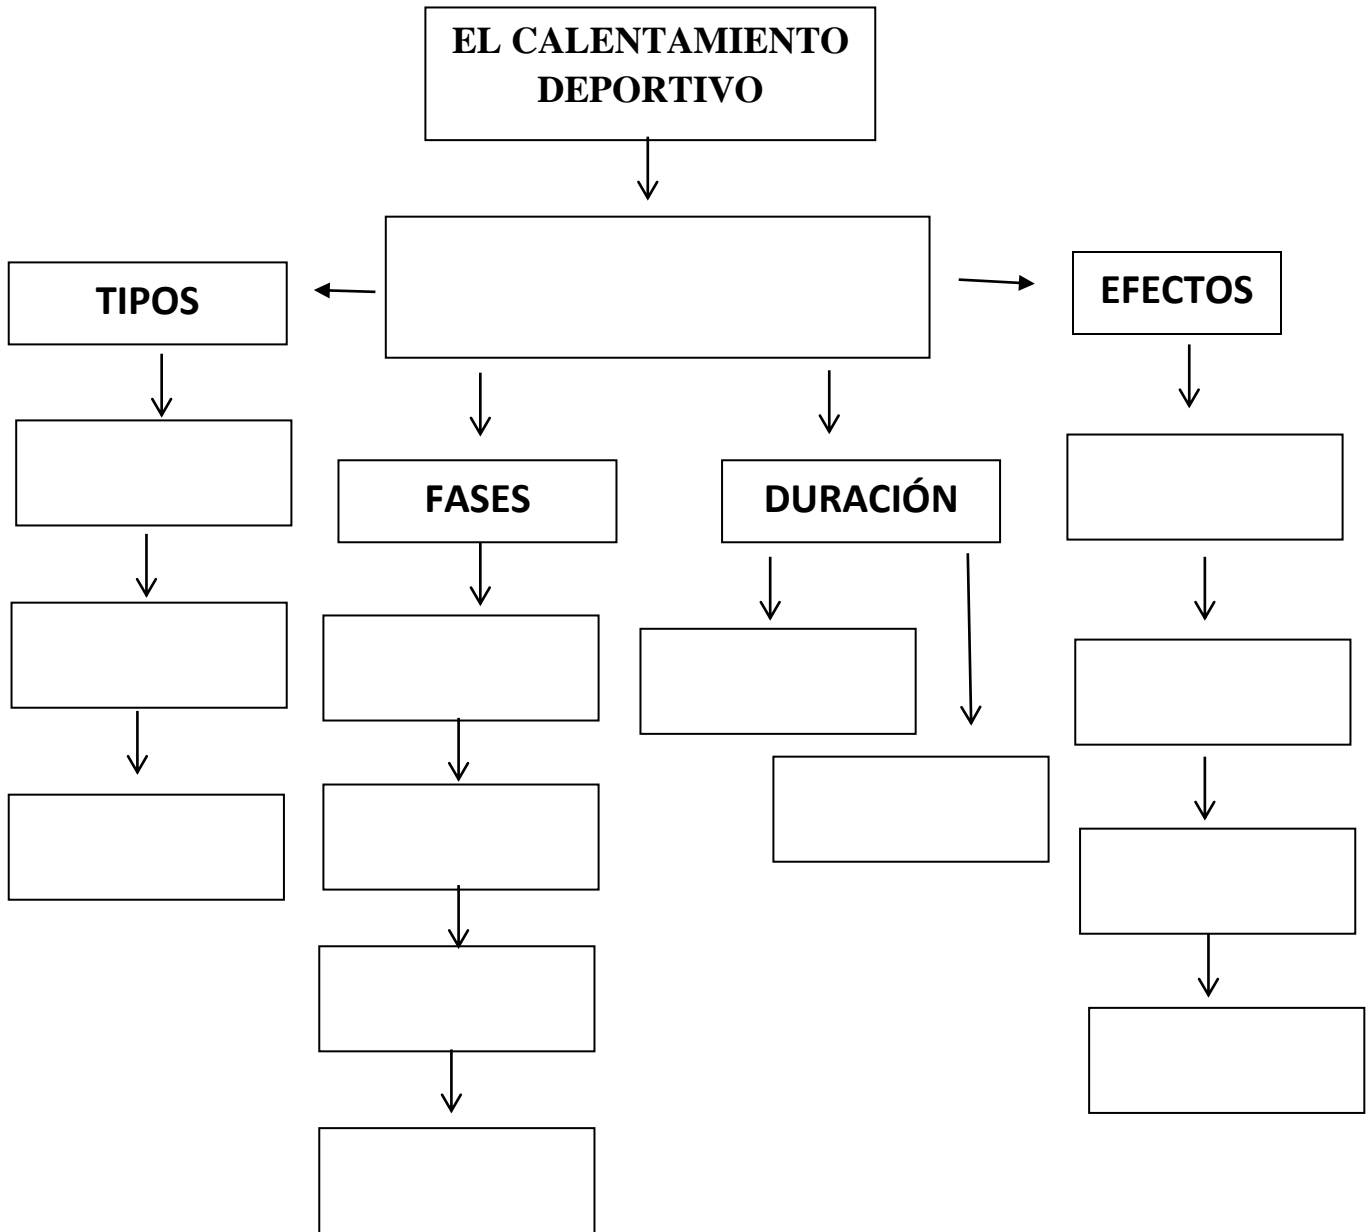 EL CALENTAMIENTO
DEPORTIVO
TIPOS
EFECTOS
FASES
DURACIÓN